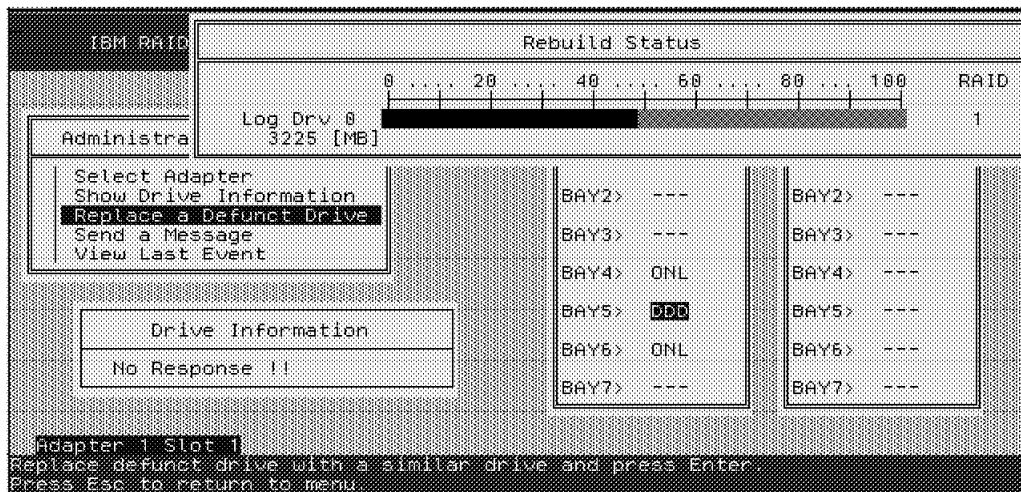 IBM RAID
Rebuild Status
0 .... 20 .... 40 .... 60 .... 80 .... 100 RAID
Log Drv 0 1
3225 [MB]
Administra
Select Adapter
Show Drive Information
Replace a Defunct Drive
Send a Message
View Last Event
BAY2> ---
BAY3> ---
BAY4> ONL
BAY5> DDD
BAY6> ONL
BAY7> ---
BAY2> ---
BAY3> ---
BAY4> ---
BAY5> ---
BAY6> ---
BAY7> ---
Drive Information
No Response !!
Adapter 1 Slot 1
Replace defunct drive with a similar drive and press Enter.
Press Esc to return to menu.